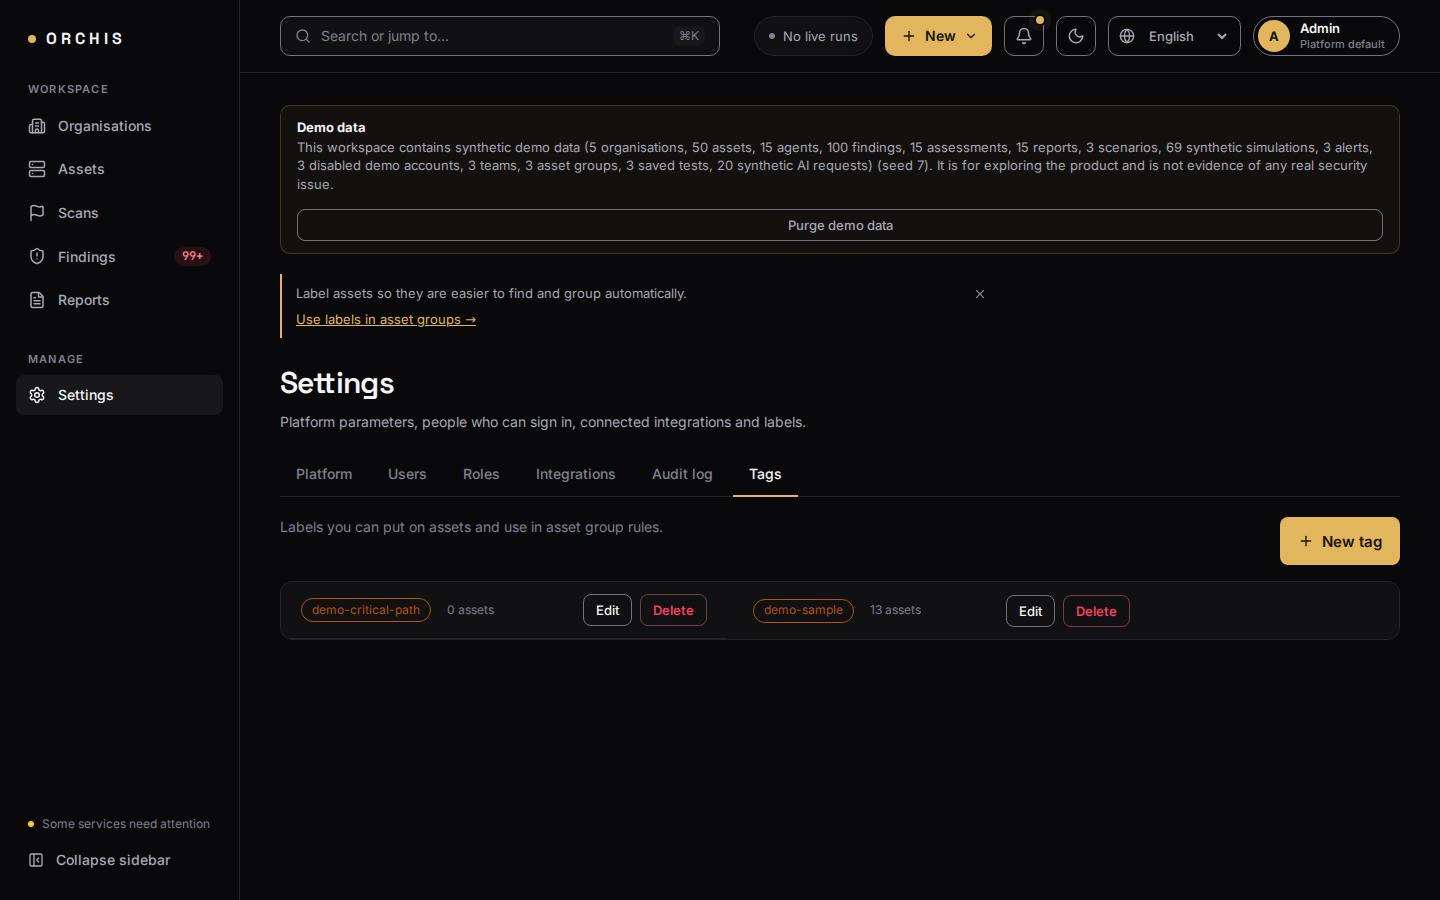 ORCHIS
Search or jump to...
⌘K
No live runs
New
English
A
Admin
Platform default
WORKSPACE
Organisations
Assets
Scans
Findings
99+
Reports
MANAGE
Settings
Some services need attention
Collapse sidebar
Demo data
This workspace contains synthetic demo data (5 organisations, 50 assets, 15 agents, 100 findings, 15 assessments, 15 reports, 3 scenarios, 69 synthetic simulations, 3 alerts,
3 disabled demo accounts, 3 teams, 3 asset groups, 3 saved tests, 20 synthetic AI requests) (seed 7). It is for exploring the product and is not evidence of any real security
issue.
Purge demo data
Label assets so they are easier to find and group automatically.
Use labels in asset groups →
Settings
Platform parameters, people who can sign in, connected integrations and labels.
Platform
Users
Roles
Integrations
Audit log
Tags
Labels you can put on assets and use in asset group rules.
New tag
demo-critical-path
0 assets
Edit
Delete
demo-sample
13 assets
Edit
Delete